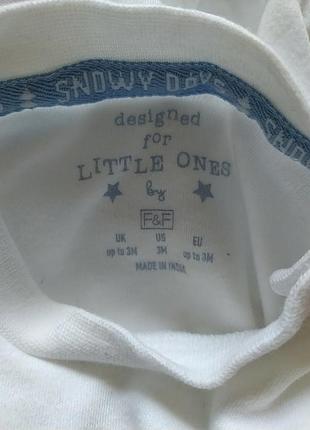 SNOWY DAYS
SNOWY
designed
for
LITTLE ONES
by
F&F
UK US EU
up to 3M 3M up to 3M
MADE IN INDIA